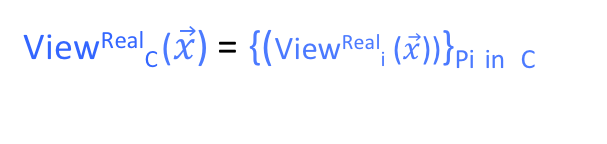 View^Real_C(x⃗) = {(View^Real_i (x⃗))}_Pi in C